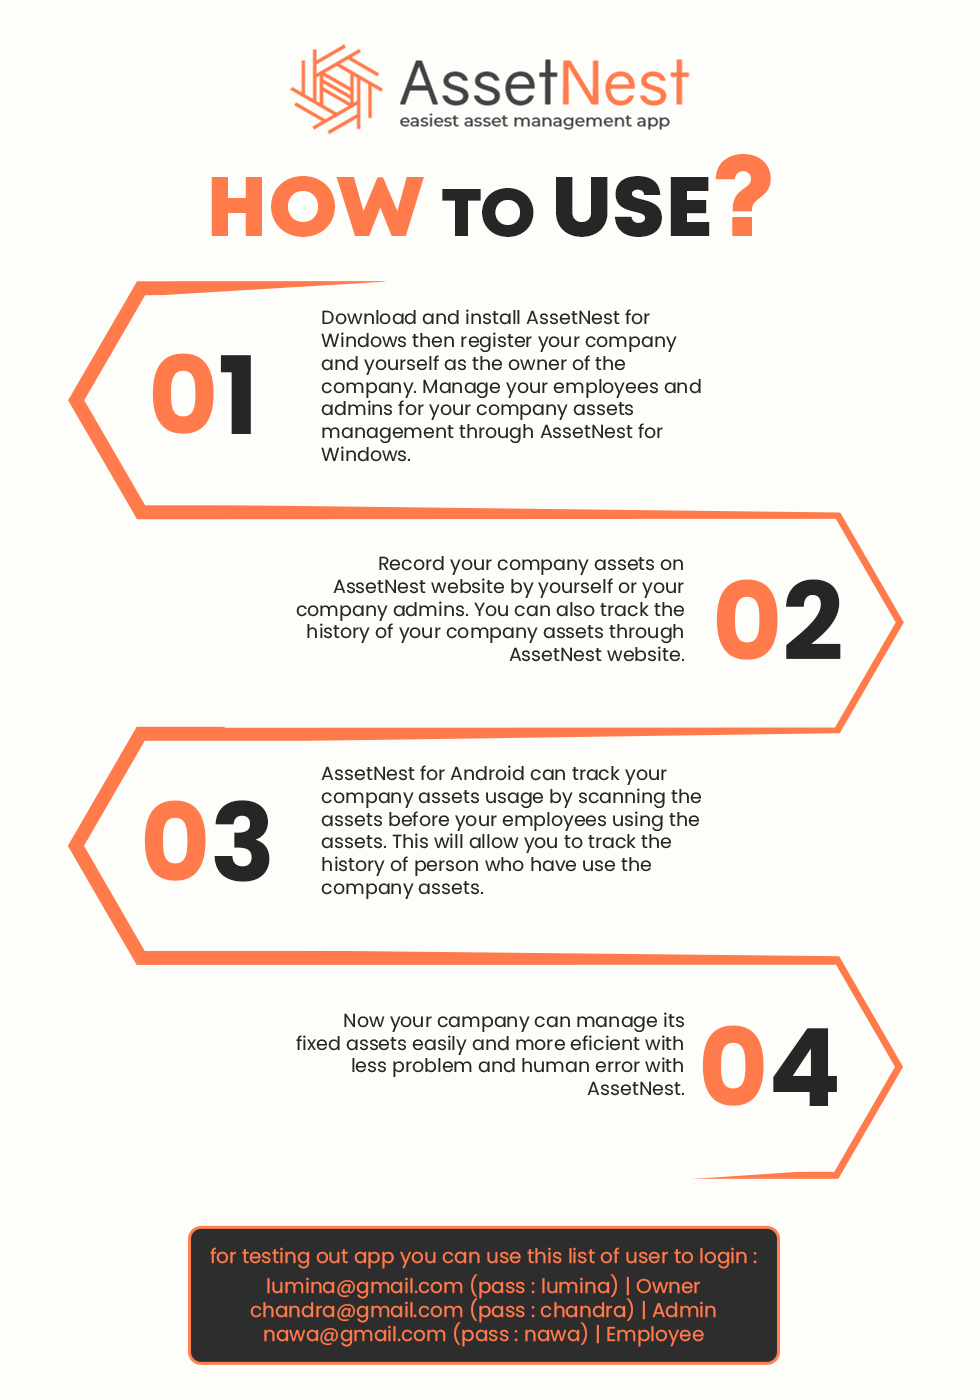 AssetNest
easiest asset management app
HOW TO USE?
01
Download and install AssetNest for
Windows then register your company
and yourself as the owner of the
company. Manage your employees and
admins for your company assets
management through AssetNest for
Windows.
Record your company assets on
AssetNest website by yourself or your
company admins. You can also track the
history of your company assets through
AssetNest website.
02
03
AssetNest for Android can track your
company assets usage by scanning the
assets before your employees using the
assets. This will allow you to track the
history of person who have use the
company assets.
Now your campany can manage its
fixed assets easily and more eficient with
less problem and human error with
AssetNest.
04
for testing out app you can use this list of user to login :
lumina@gmail.com (pass : lumina) | Owner
chandra@gmail.com (pass : chandra) | Admin
nawa@gmail.com (pass : nawa) | Employee